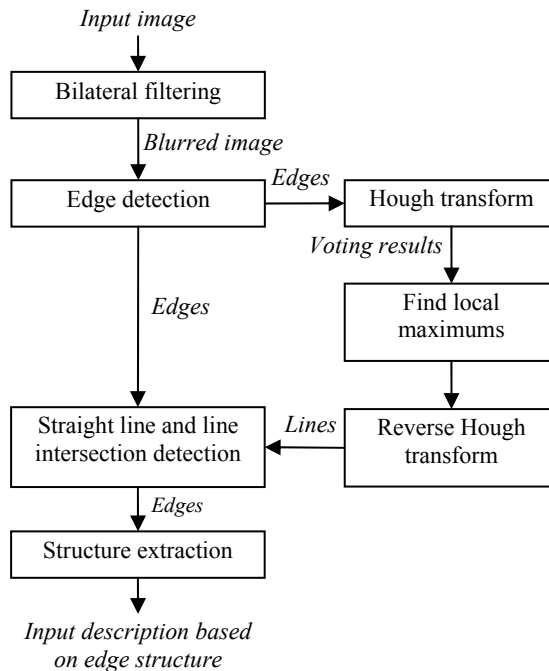 Input image
Bilateral filtering
Blurred image
Edge detection
Edges
Hough transform
Voting results
Find local
maximums
Edges
Straight line and line
intersection detection
Lines
Reverse Hough
transform
Edges
Structure extraction
Input description based
on edge structure